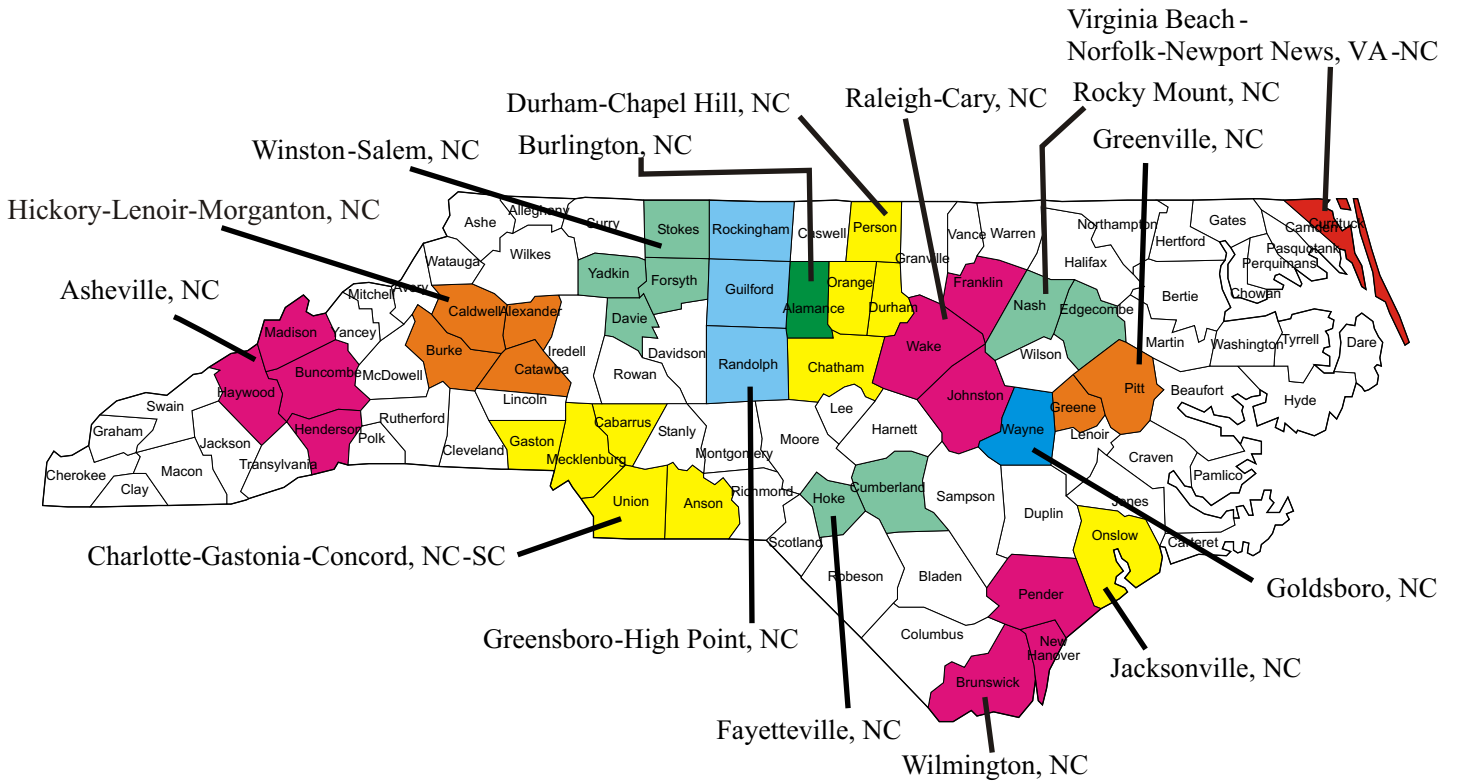 Virginia Beach-
Norfolk-Newport News, VA-NC
Durham-Chapel Hill, NC
Raleigh-Cary, NC
Rocky Mount, NC
Burlington, NC
Greenville, NC
Winston-Salem, NC
Hickory-Lenoir-Morganton, NC
Asheville, NC
Charlotte-Gastonia-Concord, NC-SC
Greensboro-High Point, NC
Fayetteville, NC
Wilmington, NC
Jacksonville, NC
Goldsboro, NC
Ashe
Alleghany
Surry
Stokes
Rockingham
Caswell
Person
Granville
Vance
Warren
Northampton
Gates
Hertford
Camden
Currituck
Pasquotank
Perquimans
Chowan
Halifax
Bertie
Watauga
Wilkes
Yadkin
Forsyth
Guilford
Alamance
Orange
Durham
Franklin
Nash
Edgecombe
Martin
Washington
Tyrrell
Dare
Mitchell
Avery
Caldwell
Alexander
Davie
Iredell
Davidson
Randolph
Chatham
Wake
Wilson
Pitt
Beaufort
Hyde
Madison
Yancey
Burke
McDowell
Catawba
Rowan
Buncombe
Haywood
Swain
Graham
Jackson
Henderson
Rutherford
Polk
Cleveland
Lincoln
Gaston
Mecklenburg
Cabarrus
Stanly
Montgomery
Moore
Lee
Harnett
Johnston
Wayne
Greene
Lenoir
Craven
Pamlico
Cherokee
Clay
Macon
Transylvania
Union
Anson
Richmond
Scotland
Hoke
Cumberland
Sampson
Duplin
Jones
Onslow
Carteret
Robeson
Bladen
Pender
Columbus
New
Hanover
Brunswick